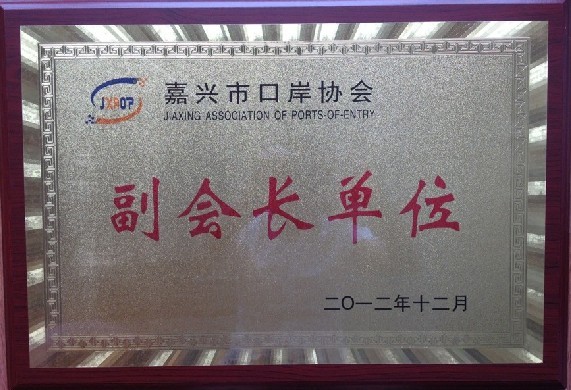 JXPOP
嘉兴市口岸协会
JIAXING ASSOCIATION OF PORTS-OF-ENTRY
副会长单位
二〇一二年十二月